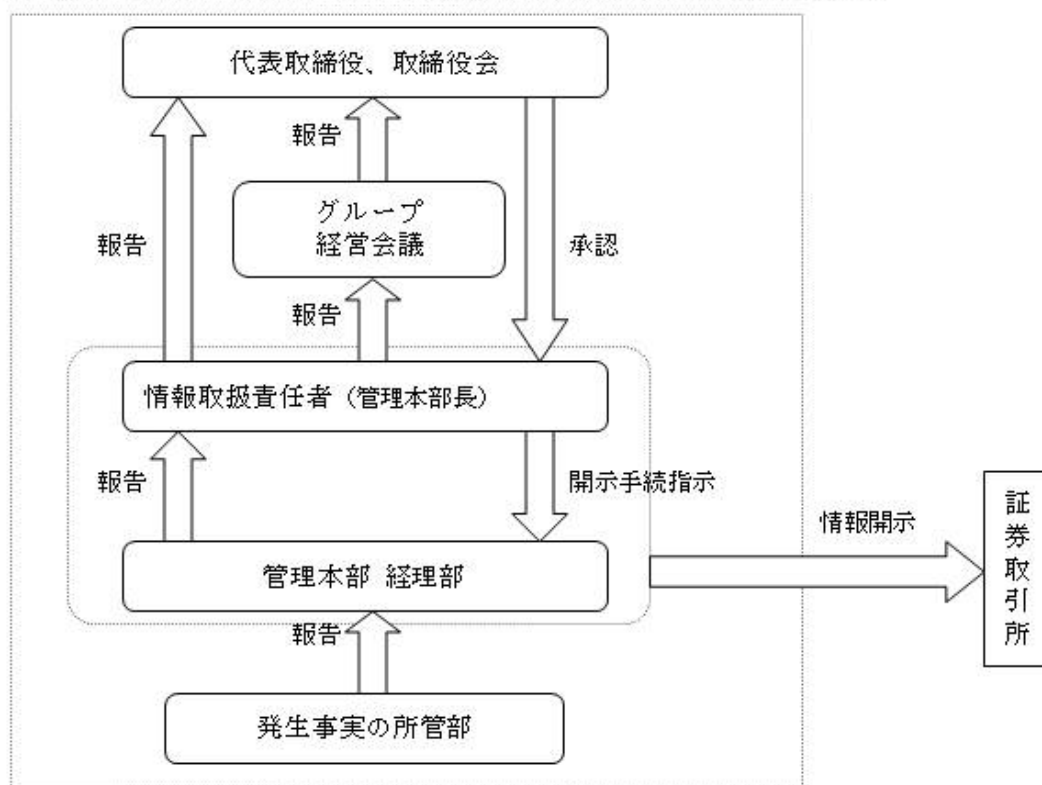 代表取締役、取締役会
報告
報告
グループ
経営会議
承認
報告
情報取扱責任者（管理本部長）
報告
開示手続指示
情報開示
証券取引所
管理本部 経理部
報告
発生事実の所管部